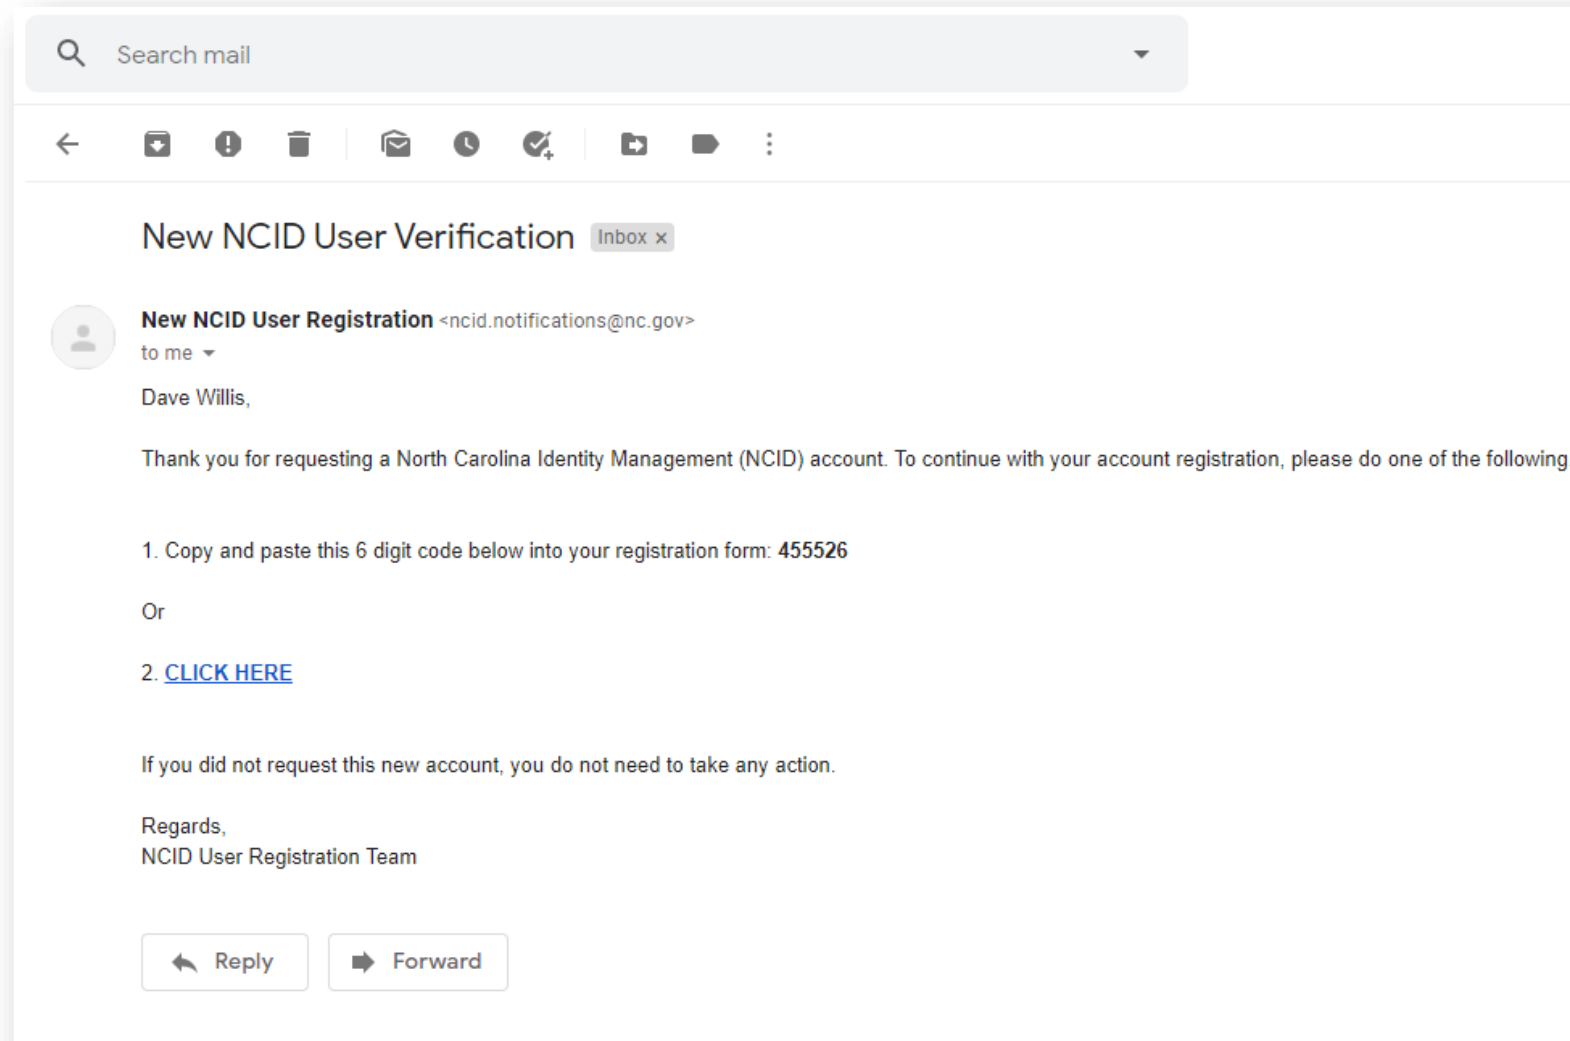 Search mail
New NCID User Verification Inbox x
New NCID User Registration <ncid.notifications@nc.gov>
to me
Dave Willis,
Thank you for requesting a North Carolina Identity Management (NCID) account. To continue with your account registration, please do one of the following
1. Copy and paste this 6 digit code below into your registration form: 455526
Or
2. CLICK HERE
If you did not request this new account, you do not need to take any action.
Regards,
NCID User Registration Team
Reply Forward